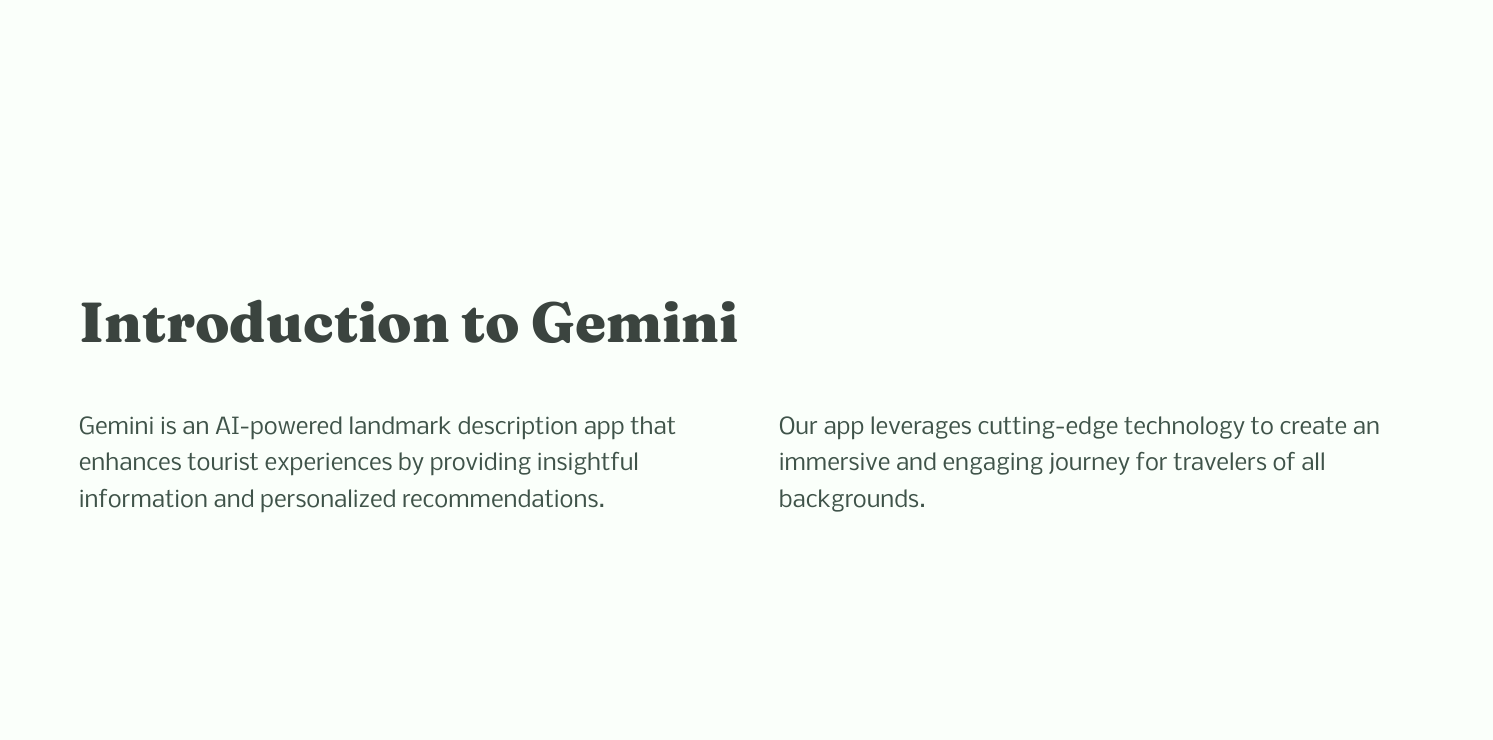 Introduction to Gemini
Gemini is an AI-powered landmark description app that
enhances tourist experiences by providing insightful
information and personalized recommendations.
Our app leverages cutting-edge technology to create an
immersive and engaging journey for travelers of all
backgrounds.